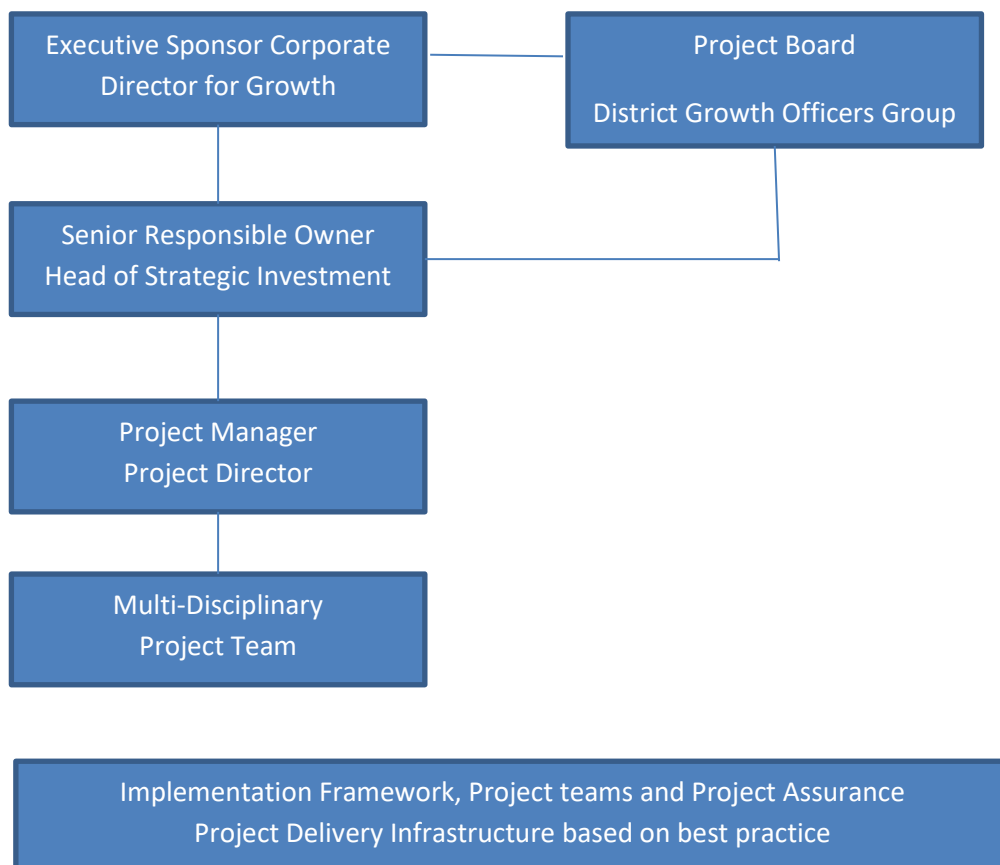 Executive Sponsor Corporate
Director for Growth
Project Board
District Growth Officers Group
Senior Responsible Owner
Head of Strategic Investment
Project Manager
Project Director
Multi-Disciplinary
Project Team
Implementation Framework, Project teams and Project Assurance
Project Delivery Infrastructure based on best practice